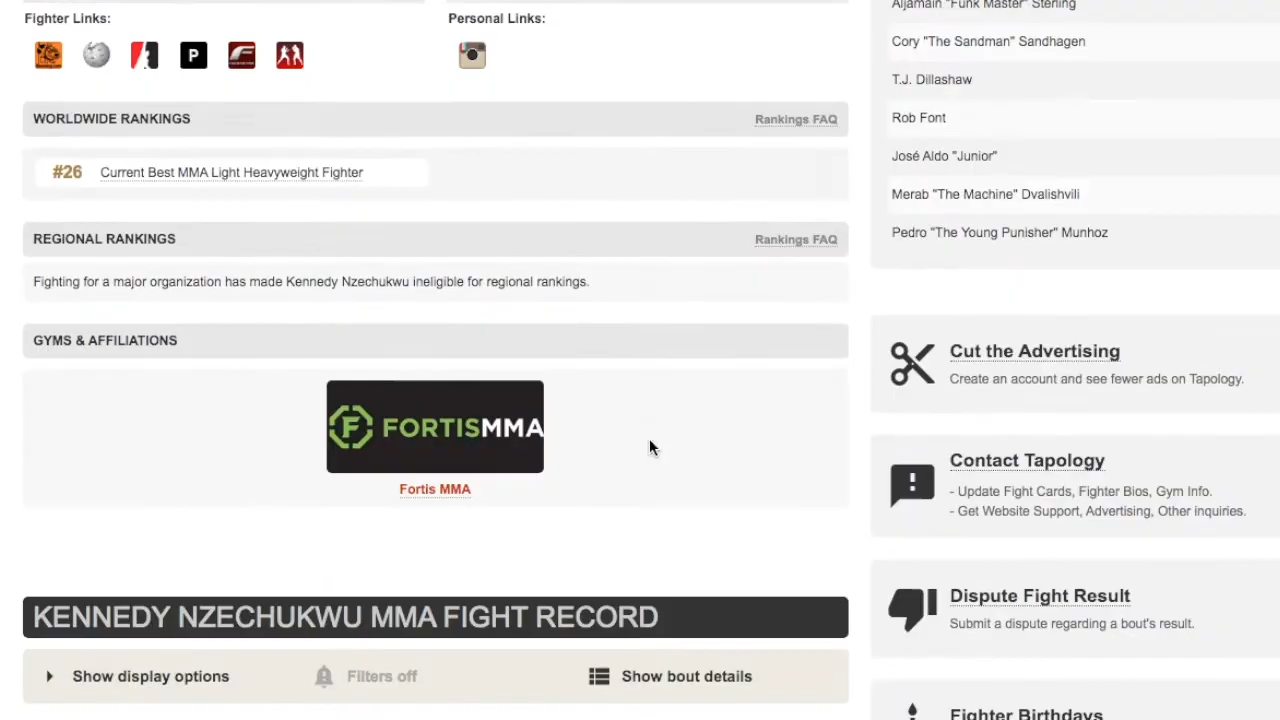 Fighter Links:
Personal Links:
P
WORLDWIDE RANKINGS
Rankings FAQ
#26 Current Best MMA Light Heavyweight Fighter
REGIONAL RANKINGS
Rankings FAQ
Fighting for a major organization has made Kennedy Nzechukwu ineligible for regional rankings.
GYMS & AFFILIATIONS
F FORTISMMA
Fortis MMA
KENNEDY NZECHUKWU MMA FIGHT RECORD
Show display options
Filters off
Show bout details
Aljamain "Funk Master" Sterling
Cory "The Sandman" Sandhagen
T.J. Dillashaw
Rob Font
José Aldo "Junior"
Merab "The Machine" Dvalishvili
Pedro "The Young Punisher" Munhoz
Cut the Advertising
Create an account and see fewer ads on Tapology.
Contact Tapology
- Update Fight Cards, Fighter Bios, Gym Info.
- Get Website Support, Advertising, Other inquiries.
Dispute Fight Result
Submit a dispute regarding a bout's result.
Fighter Birthdays